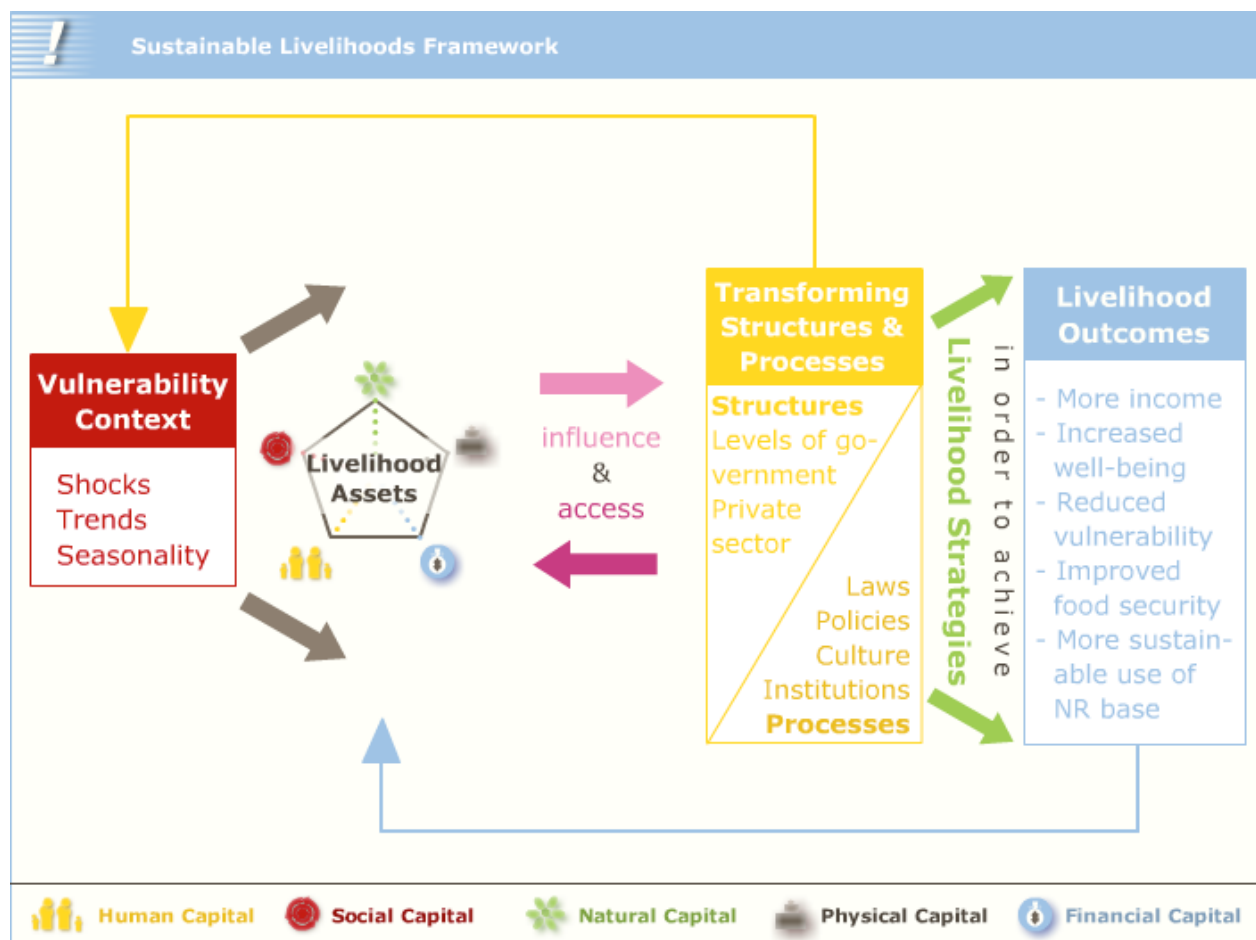 !
Sustainable Livelihoods Framework
Vulnerability
Context
Shocks
Trends
Seasonality
Livelihood
Assets
influence
&
access
Transforming
Structures &
Processes
Structures
Levels of go-
vernment
Private
sector
Laws
Policies
Culture
Institutions
Processes
Livelihood Strategies
in order to achieve
Livelihood
Outcomes
- More income
- Increased
well-being
- Reduced
vulnerability
- Improved
food security
- More sustain-
able use of
NR base
Human Capital
Social Capital
Natural Capital
Physical Capital
Financial Capital